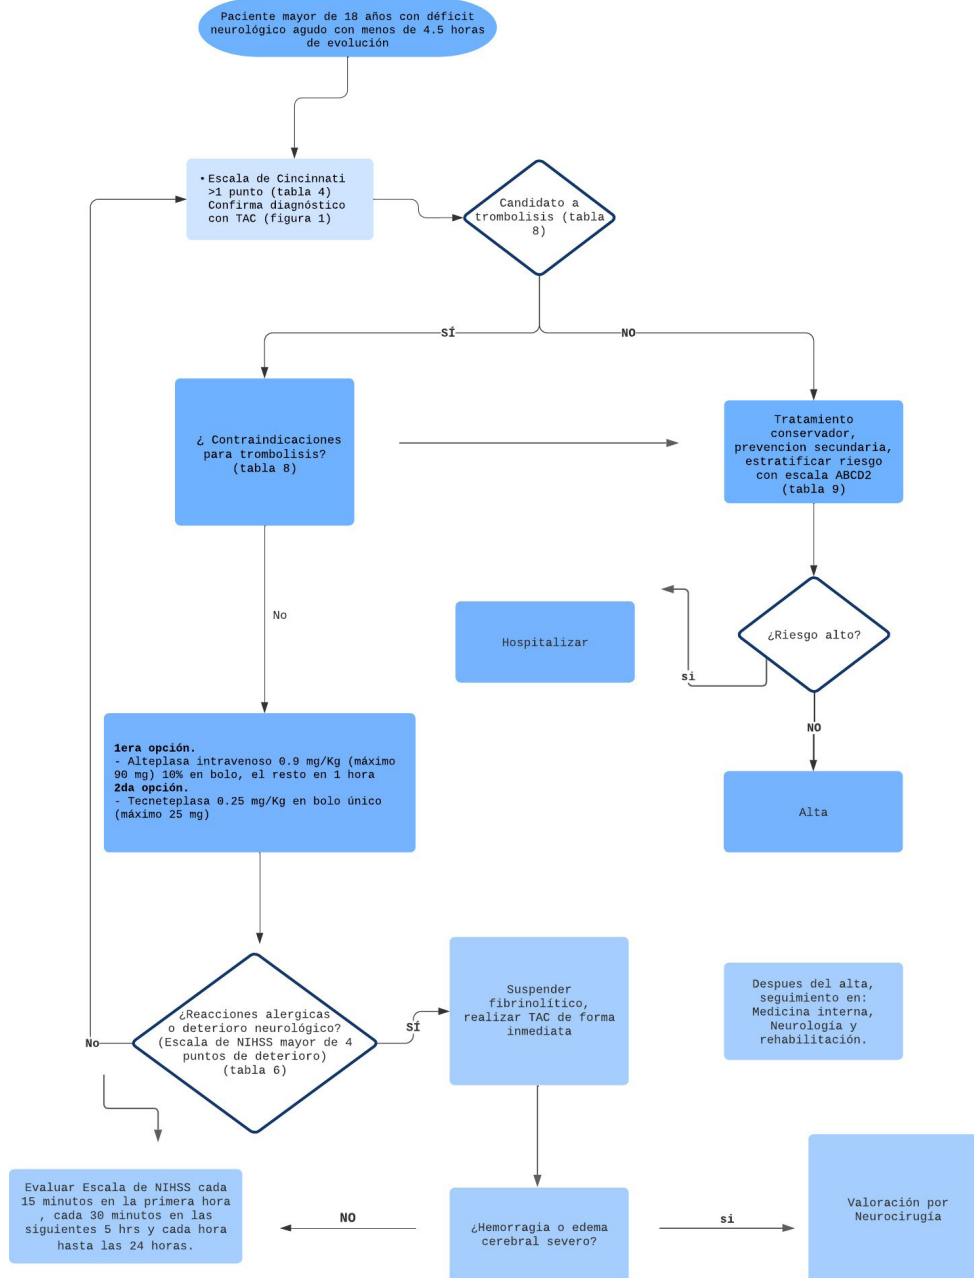 Paciente mayor de 18 años con déficit
neurológico agudo con menos de 4.5 horas
de evolución
• Escala de Cincinnati
>1 punto (tabla 4)
Confirma diagnóstico
con TAC (figura 1)
Candidato a
trombolisis (tabla
8)
SÍ
NO
¿ Contraindicaciones
para trombolisis?
(tabla 8)
Tratamiento
conservador,
prevencion secundaria,
estratificar riesgo
con escala ABCD2
(tabla 9)
No
Hospitalizar
¿Riesgo alto?
si
NO
1era opción.
- Alteplasa intravenoso 0.9 mg/Kg (máximo
90 mg) 10% en bolo, el resto en 1 hora
2da opción.
- Tecneteplasa 0.25 mg/Kg en bolo único
(máximo 25 mg)
Alta
¿Reacciones alergicas
o deterioro neurológico?
(Escala de NIHSS mayor de 4
puntos de deterioro)
(tabla 6)
No
SÍ
Suspender
fibrinolítico,
realizar TAC de forma
inmediata
Despues del alta,
seguimiento en:
Medicina interna,
Neurología y
rehabilitación.
Evaluar Escala de NIHSS cada
15 minutos en la primera hora
, cada 30 minutos en las
siguientes 5 hrs y cada hora
hasta las 24 horas.
NO
¿Hemorragia o edema
cerebral severo?
si
Valoración por
Neurocirugía